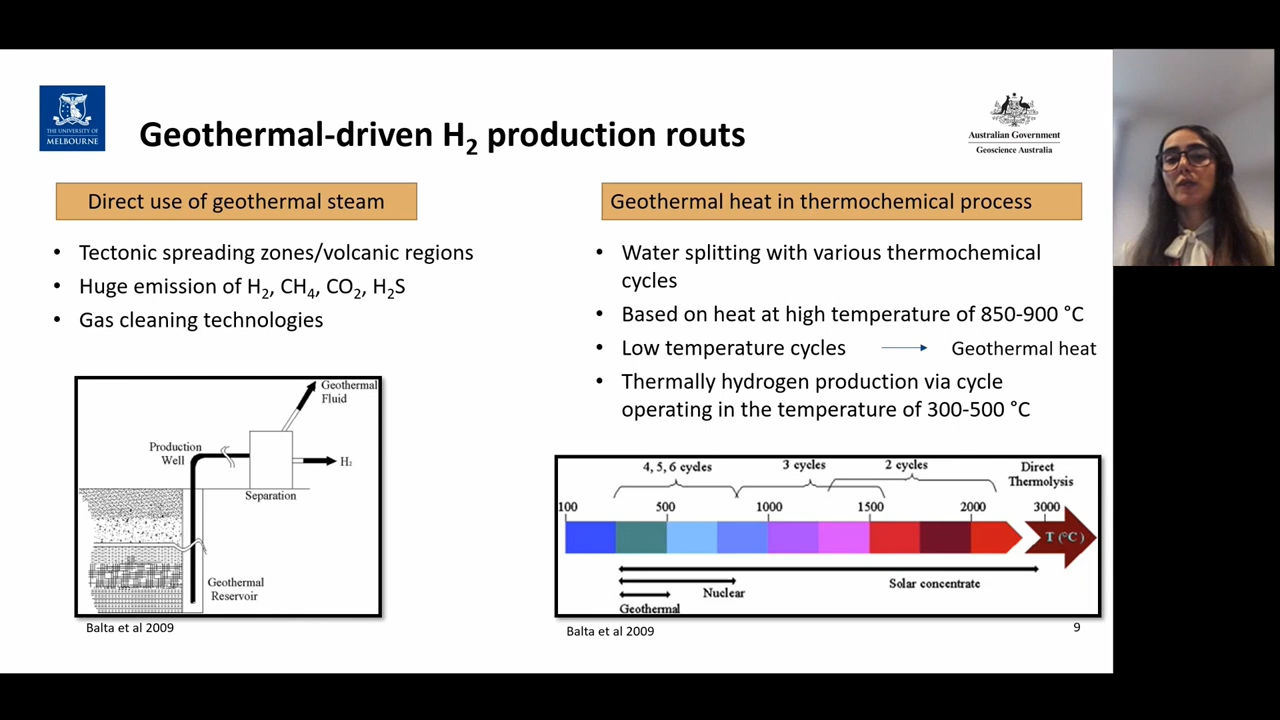 THE UNIVERSITY OF
MELBOURNE
Geothermal-driven H2 production routs
Australian Government
Geoscience Australia
Direct use of geothermal steam
• Tectonic spreading zones/volcanic regions
• Huge emission of H2, CH4, CO2, H2S
• Gas cleaning technologies
Geothermal
Fluid
Production
Well
H2
Separation
Geothermal
Reservoir
Balta et al 2009
Geothermal heat in thermochemical process
• Water splitting with various thermochemical
cycles
• Based on heat at high temperature of 850-900 °C
• Low temperature cycles Geothermal heat
• Thermally hydrogen production via cycle
operating in the temperature of 300-500 °C
4, 5, 6 cycles 3 cycles 2 cycles Direct
Thermolysis
100 500 1000 1500 2000 3000
T (°C)
Solar concentrate
Nuclear
Geothermal
Balta et al 2009
9